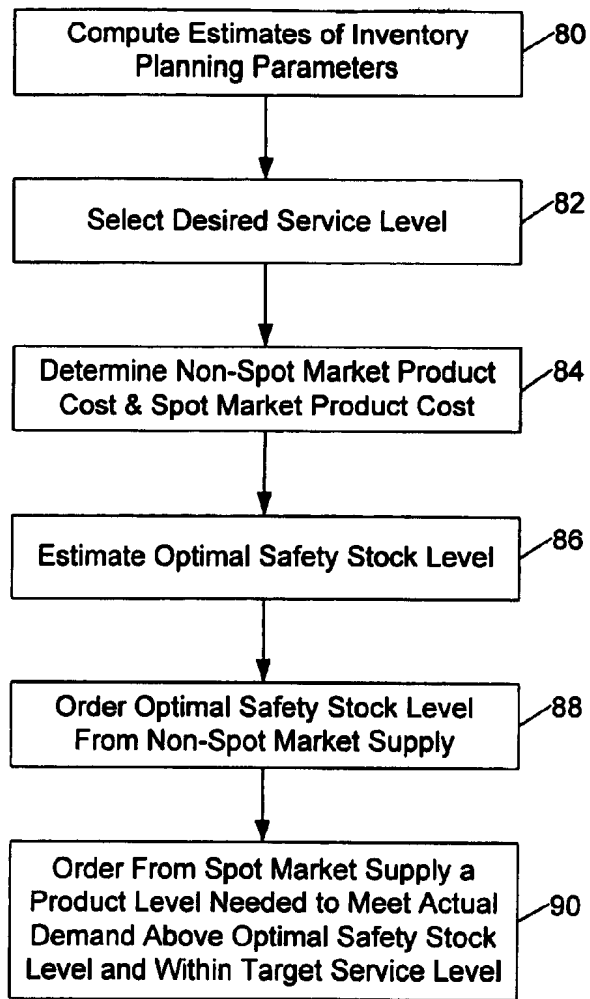 Compute Estimates of Inventory
Planning Parameters
80
Select Desired Service Level
82
Determine Non-Spot Market Product
Cost & Spot Market Product Cost
84
Estimate Optimal Safety Stock Level
86
Order Optimal Safety Stock Level
From Non-Spot Market Supply
88
Order From Spot Market Supply a
Product Level Needed to Meet Actual
Demand Above Optimal Safety Stock
Level and Within Target Service Level
90